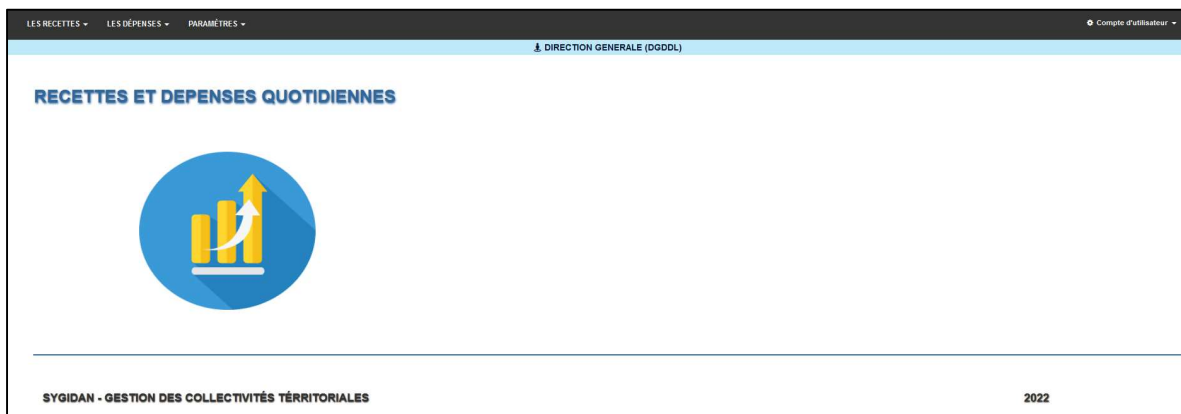 LES RECETTES LES DÉPENSES PARAMÈTRES Compte d'utilisateur
DIRECTION GENERALE (DGDDL)
RECETTES ET DEPENSES QUOTIDIENNES
SYGIDAN - GESTION DES COLLECTIVITÉS TÉRRITORIALES 2022